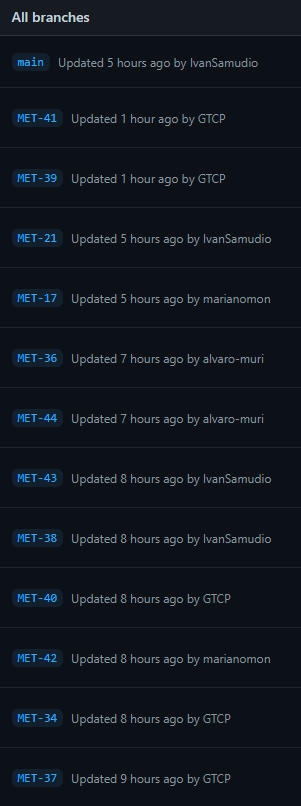 All branches
main Updated 5 hours ago by IvanSamudio
MET-41 Updated 1 hour ago by GTCP
MET-39 Updated 1 hour ago by GTCP
MET-21 Updated 5 hours ago by IvanSamudio
MET-17 Updated 5 hours ago by marianomon
MET-36 Updated 7 hours ago by alvaro-muri
MET-44 Updated 7 hours ago by alvaro-muri
MET-43 Updated 8 hours ago by IvanSamudio
MET-38 Updated 8 hours ago by IvanSamudio
MET-40 Updated 8 hours ago by GTCP
MET-42 Updated 8 hours ago by marianomon
MET-34 Updated 8 hours ago by GTCP
MET-37 Updated 9 hours ago by GTCP